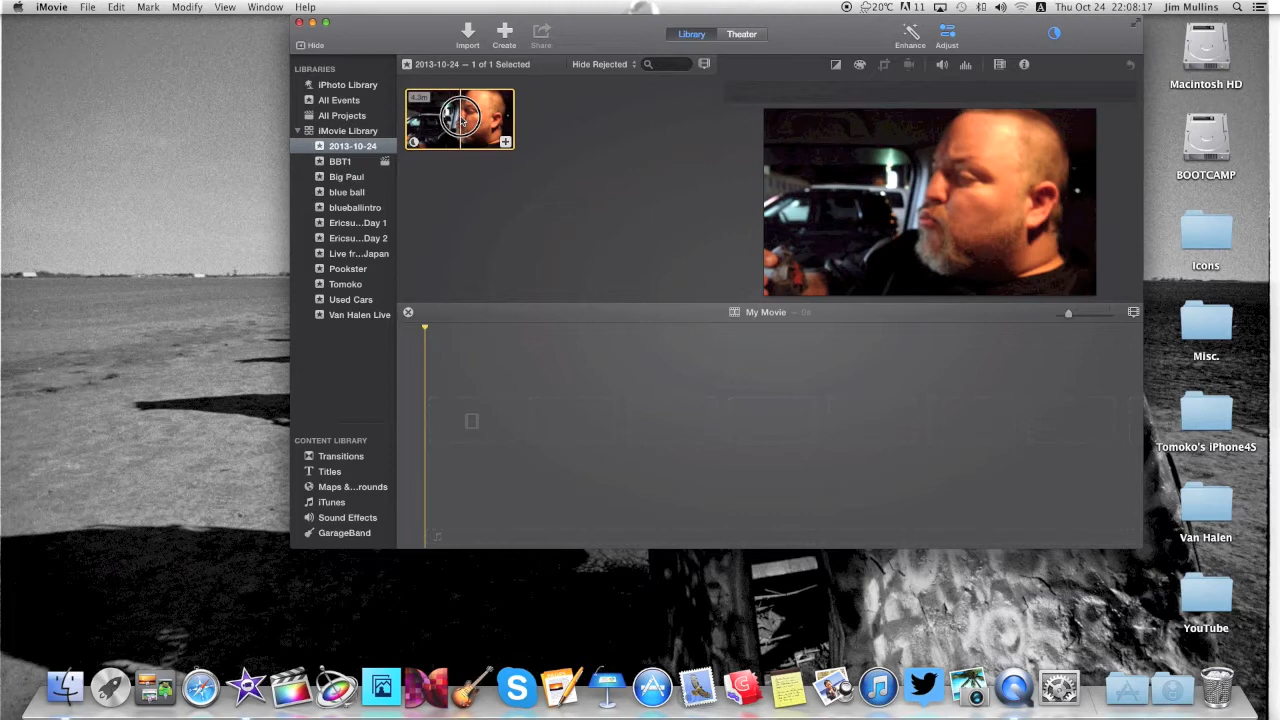 iMovie File Edit Mark Modify View Window Help 20°C 11 A Thu Oct 24 22:08:17 Jim Mullins
Hide Import Create Share Library Theater Enhance Adjust
LIBRARIES 2013-10-24 — 1 of 1 Selected Hide Rejected
iPhoto Library
All Events
All Projects
iMovie Library
2013-10-24
BBT1
Big Paul
blue ball
blueballintro
Ericsu...Day 1
Ericsu...Day 2
Live fr...Japan
Pookster
Tomoko
Used Cars
Van Halen Live
4.3m
My Movie
CONTENT LIBRARY
Transitions
T Titles
Maps &...rounds
iTunes
Sound Effects
GarageBand
Macintosh HD
BOOTCAMP
Icons
Misc.
Tomoko's iPhone4S
Van Halen
YouTube